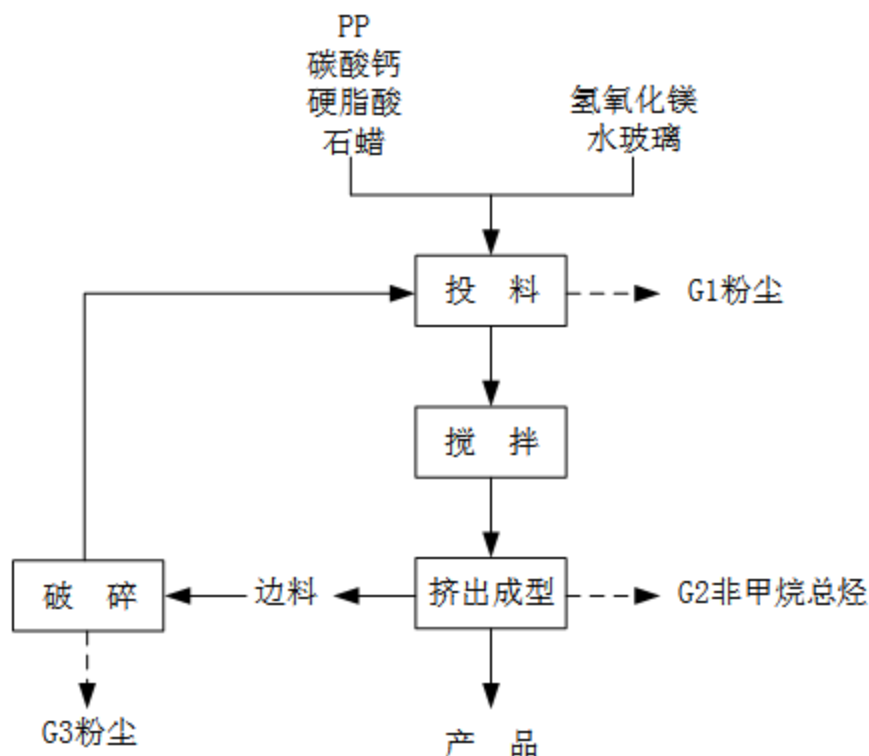 PP
碳酸钙
硬脂酸
石蜡
氢氧化镁
水玻璃
投 料
G1粉尘
搅 拌
破 碎
边料
挤出成型
G2非甲烷总烃
G3粉尘
产 品